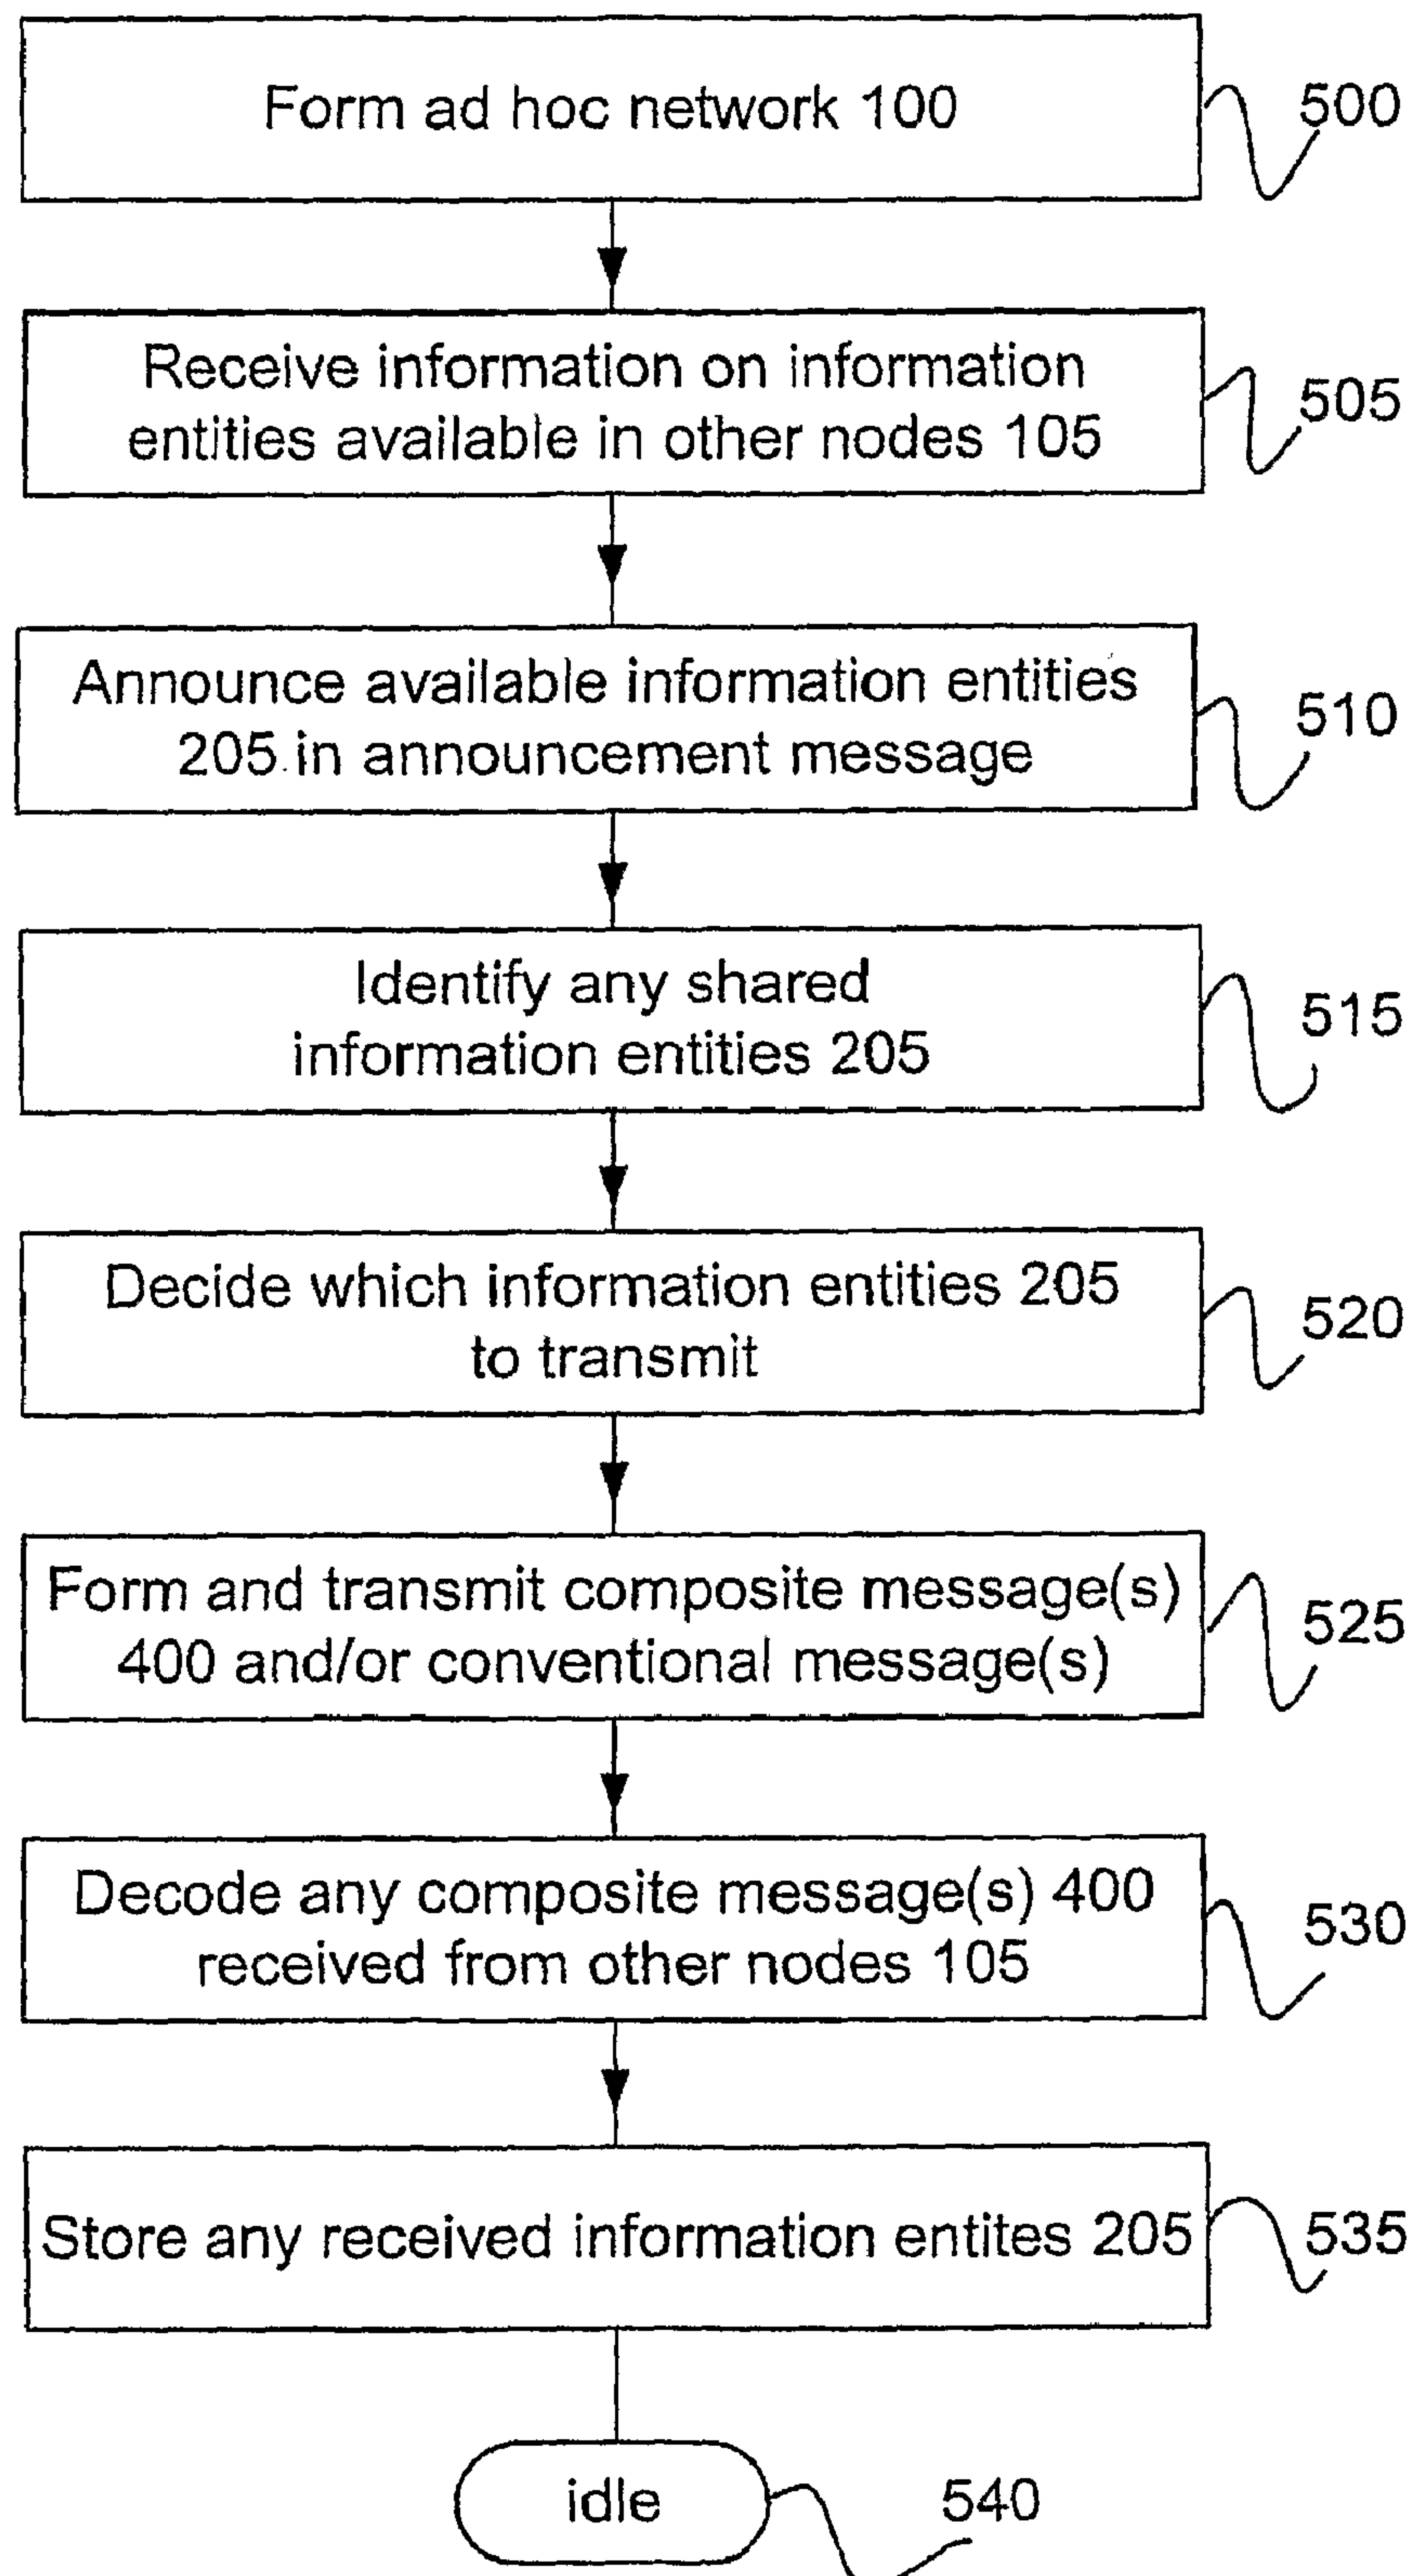 Form ad hoc network 100
500
Receive information on information
entities available in other nodes 105
505
Announce available information entities
205 in announcement message
510
Identify any shared
information entities 205
515
Decide which information entities 205
to transmit
520
Form and transmit composite message(s)
400 and/or conventional message(s)
525
Decode any composite message(s) 400
received from other nodes 105
530
Store any received information entites 205
535
idle
540